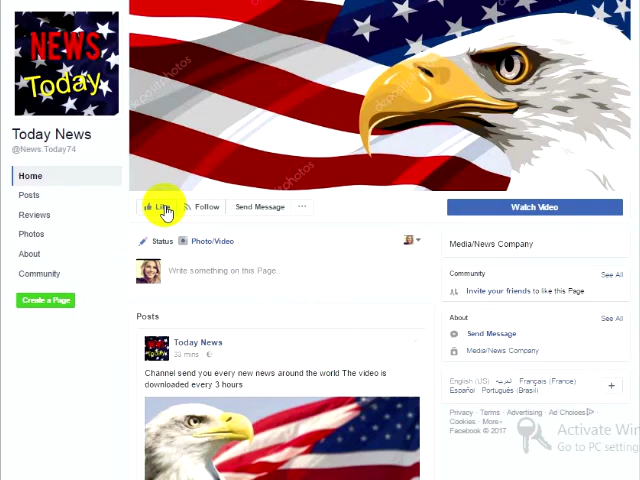 NEWS
Today
Today News
@News.Today74
Home
Posts
Reviews
Photos
About
Community
Create a Page
depositphotos
depositphotos
depositphotos
Like
Follow
Send Message
...
Watch Video
Status
Photo/Video
Write something on this Page..
Posts
Today News
33 mins
Channel send you every new news around the world The video is
downloaded every 3 hours
Media/News Company
Community
See All
Invite your friends to like this Page
About
See All
Send Message
Media/News Company
English (US) · العربية · Français (France) ·
Español · Português (Brasil)
+
Privacy · Terms · Advertising · Ad Choices
Cookies · More
Facebook © 2017
Activate Win
Go to PC setting